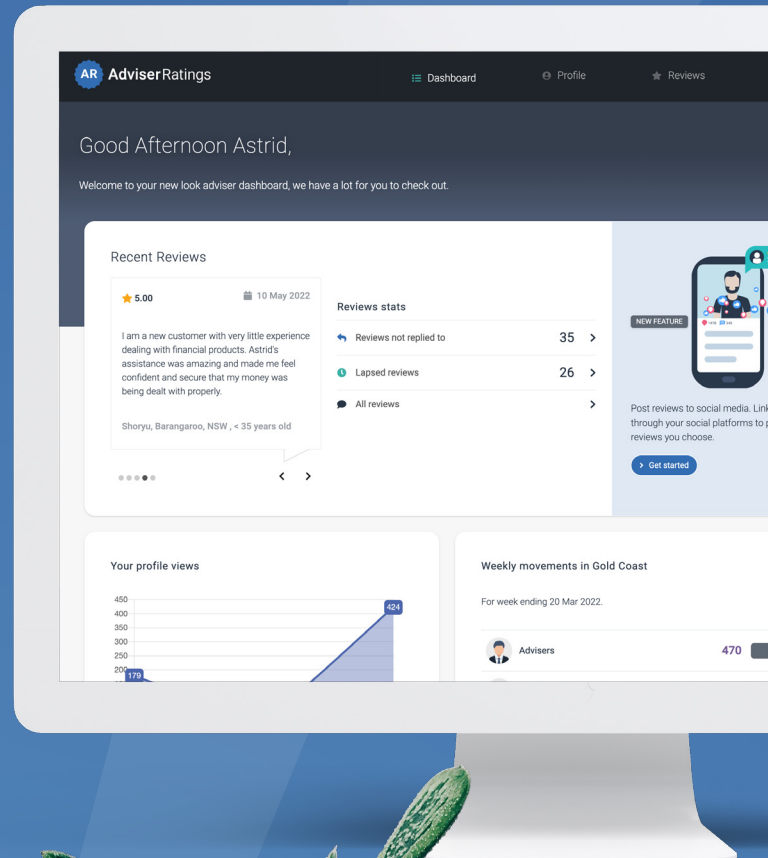 AR AdviserRatings
Dashboard
Profile
Reviews
Good Afternoon Astrid,
Welcome to your new look adviser dashboard, we have a lot for you to check out.
Recent Reviews
5.00
10 May 2022
I am a new customer with very little experience
dealing with financial products. Astrid's
assistance was amazing and made me feel
confident and secure that my money was
being dealt with properly.
Shoryu, Barangaroo, NSW , < 35 years old
Reviews stats
Reviews not replied to
35
Lapsed reviews
26
All reviews
NEW FEATURE
Post reviews to social media. Link
through your social platforms to p
reviews you choose.
Get started
Your profile views
450
400
350
300
250
200
179
424
Weekly movements in Gold Coast
For week ending 20 Mar 2022.
Advisers
470